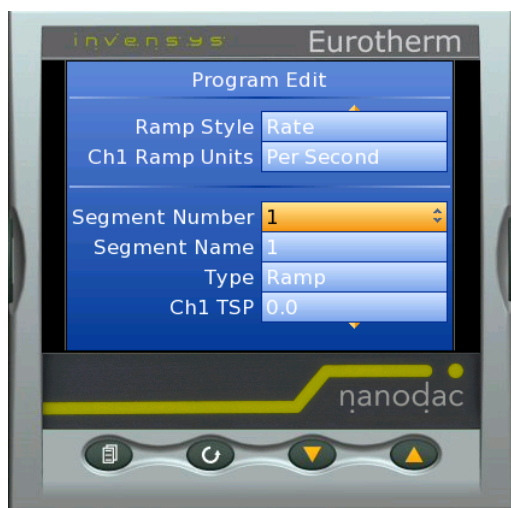 invensys Eurotherm
Program Edit
Ramp Style Rate
Ch1 Ramp Units Per Second
Segment Number 1
Segment Name 1
Type Ramp
Ch1 TSP 0.0
nanodac